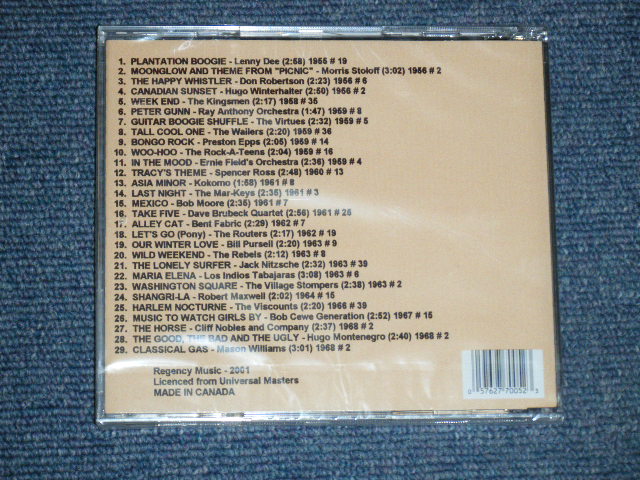 1. PLANTATION BOOGIE - Lenny Dee (2:58) 1955 # 19
2. MOONGLOW AND THEME FROM "PICNIC" - Morris Stoloff (3:02) 1956 # 2
3. THE HAPPY WHISTLER - Don Robertson (2:23) 1956 # 6
4. CANADIAN SUNSET - Hugo Winterhalter (2:50) 1956 # 2
5. WEEK END - The Kingsmen (2:17) 1958 # 35
6. PETER GUNN - Ray Anthony Orchestra (1:47) 1959 # 8
7. GUITAR BOOGIE SHUFFLE - The Virtues (2:32) 1959 # 5
8. TALL COOL ONE - The Wailers (2:20) 1959 # 36
9. BONGO ROCK - Preston Epps (2:05) 1959 # 14
10. WOO-HOO - The Rock-A-Teens (2:04) 1959 # 16
11. IN THE MOOD - Ernie Field's Orchestra (2:36) 1959 # 4
12. TRACY'S THEME - Spencer Ross (2:48) 1960 # 13
13. ASIA MINOR - Kokomo (1:58) 1961 # 8
14. LAST NIGHT - The Mar-Keys (2:35) 1961 # 3
15. MEXICO - Bob Moore (2:35) 1961 # 7
16. TAKE FIVE - Dave Brubeck Quartet (2:56) 1961 # 25
17. ALLEY CAT - Bent Fabric (2:29) 1962 # 7
18. LET'S GO (Pony) - The Routers (2:17) 1962 # 19
19. OUR WINTER LOVE - Bill Pursell (2:20) 1963 # 9
20. WILD WEEKEND - The Rebels (2:12) 1963 # 8
21. THE LONELY SURFER - Jack Nitzsche (2:32) 1963 # 39
22. MARIA ELENA - Los Indios Tabajaras (3:08) 1963 # 6
23. WASHINGTON SQUARE - The Village Stompers (2:38) 1963 # 2
24. SHANGRI-LA - Robert Maxwell (2:02) 1964 # 15
25. HARLEM NOCTURNE - The Viscounts (2:20) 1966 # 39
26. MUSIC TO WATCH GIRLS BY - Bob Cewe Generation (2:52) 1967 # 15
27. THE HORSE - Cliff Nobles and Company (2:37) 1968 # 2
28. THE GOOD, THE BAD AND THE UGLY - Hugo Montenegro (2:40) 1968 # 2
29. CLASSICAL GAS - Mason Williams (3:01) 1968 # 2
Regency Music - 2001
Licenced from Universal Masters
MADE IN CANADA
0 57627 70052 3